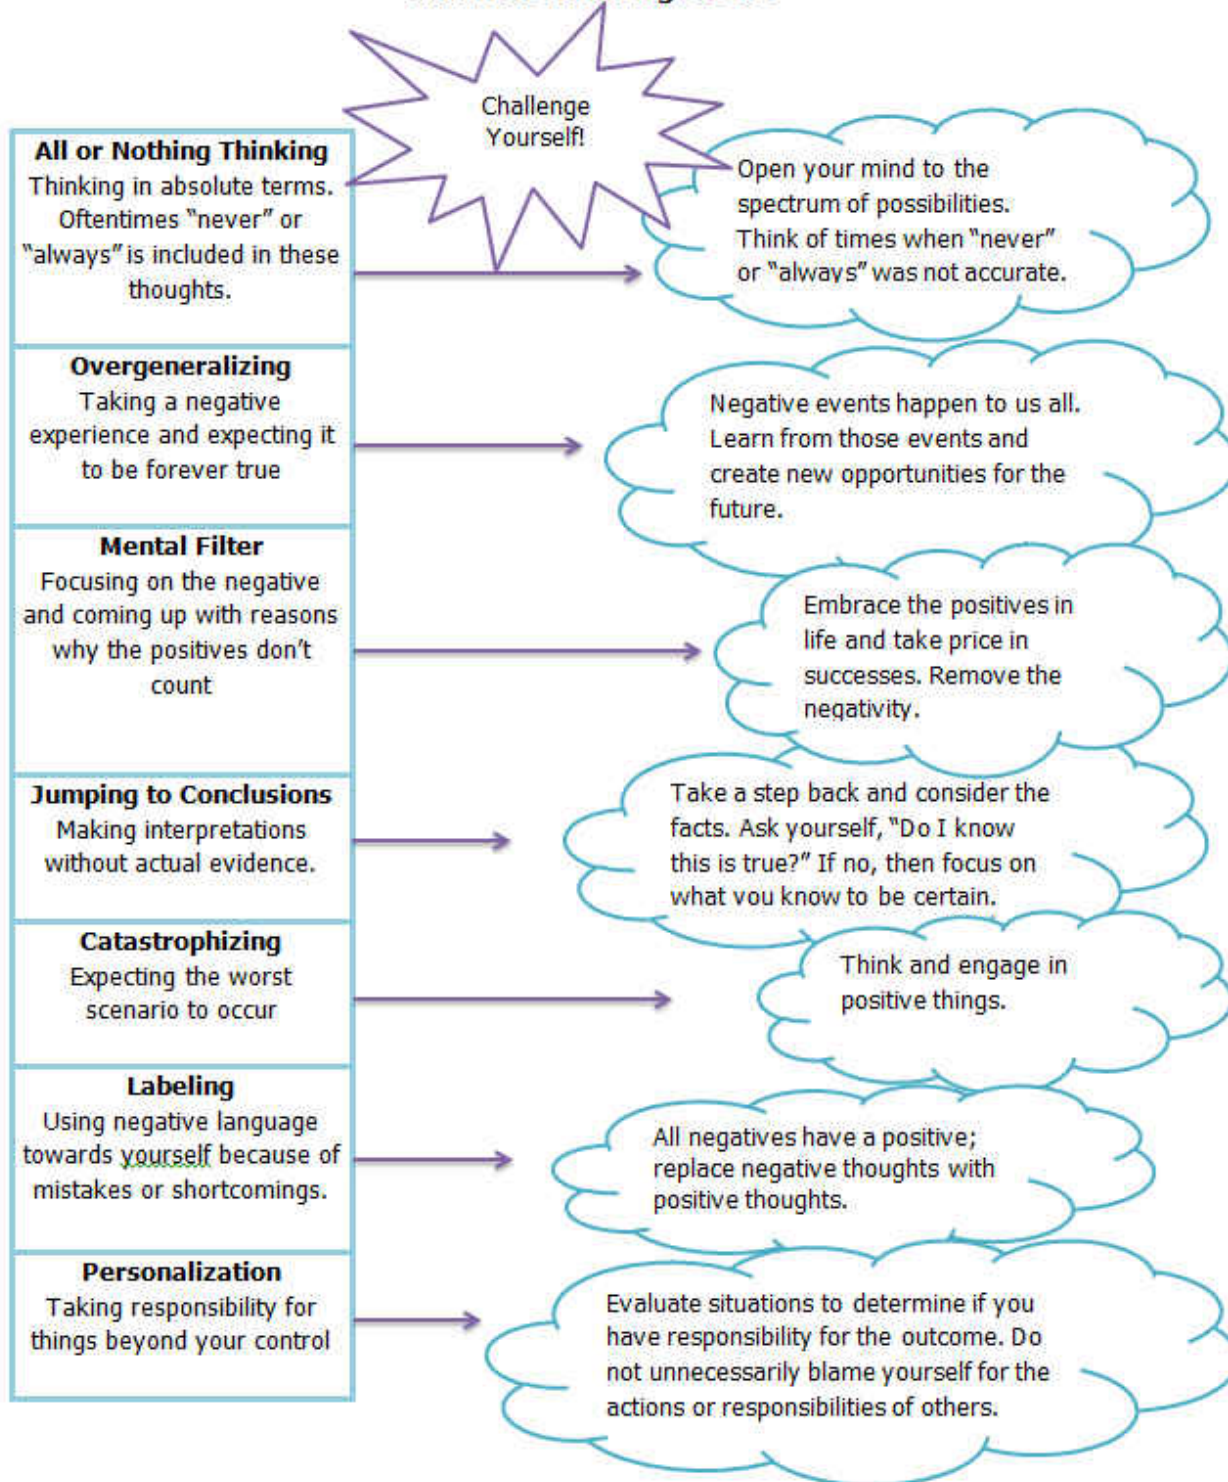 Challenge
Yourself!
All or Nothing Thinking
Thinking in absolute terms.
Oftentimes “never” or
“always” is included in these
thoughts.
Open your mind to the
spectrum of possibilities.
Think of times when “never”
or “always” was not accurate.
Overgeneralizing
Taking a negative
experience and expecting it
to be forever true
Negative events happen to us all.
Learn from those events and
create new opportunities for the
future.
Mental Filter
Focusing on the negative
and coming up with reasons
why the positives don’t
count
Embrace the positives in
life and take price in
successes. Remove the
negativity.
Jumping to Conclusions
Making interpretations
without actual evidence.
Take a step back and consider the
facts. Ask yourself, “Do I know
this is true?” If no, then focus on
what you know to be certain.
Catastrophizing
Expecting the worst
scenario to occur
Think and engage in
positive things.
Labeling
Using negative language
towards yourself because of
mistakes or shortcomings.
All negatives have a positive;
replace negative thoughts with
positive thoughts.
Personalization
Taking responsibility for
things beyond your control
Evaluate situations to determine if you
have responsibility for the outcome. Do
not unnecessarily blame yourself for the
actions or responsibilities of others.